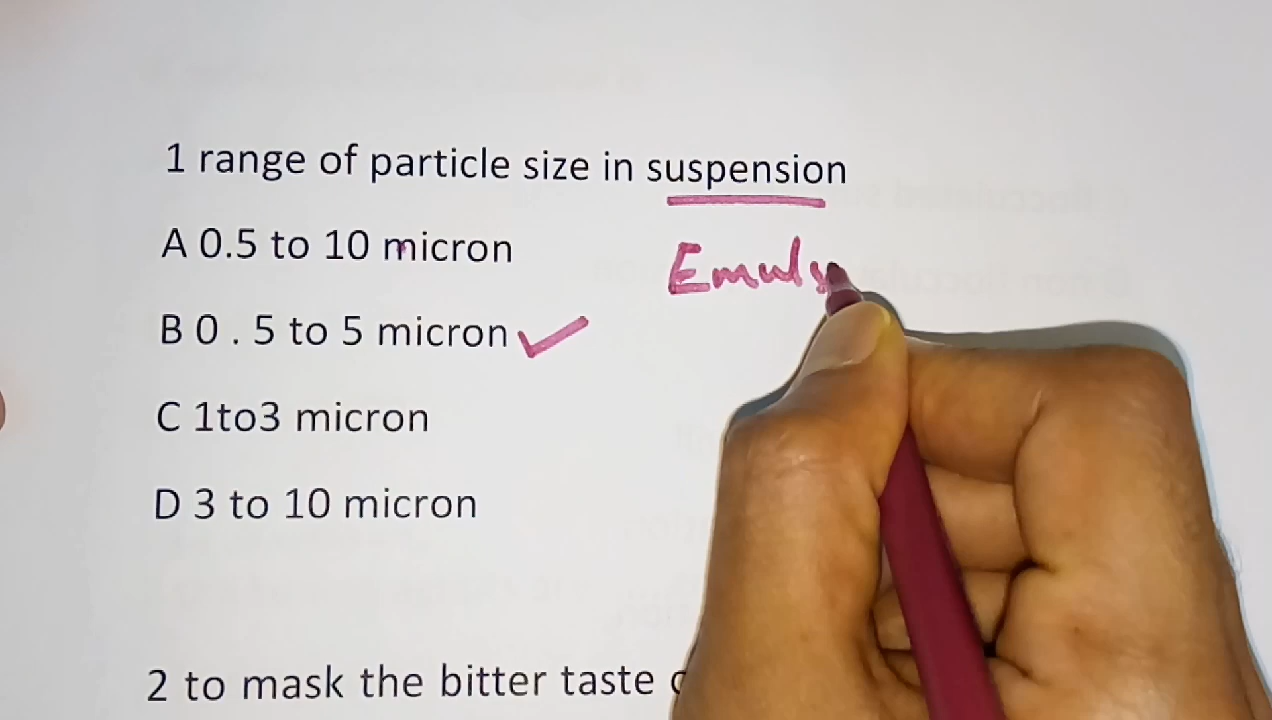 1 range of particle size in suspension
A 0.5 to 10 micron
Emuls
B 0 . 5 to 5 micron
C 1to3 micron
D 3 to 10 micron
2 to mask the bitter taste